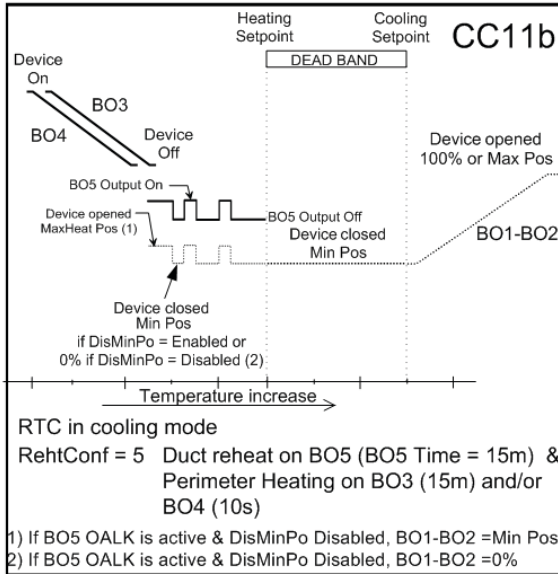 Heating Setpoint
Cooling Setpoint
CC11b
DEAD BAND
Device On
BO3
BO4
Device Off
BO5 Output On
Device opened MaxHeat Pos (1)
BO5 Output Off
Device closed Min Pos
Device opened 100% or Max Pos
BO1-BO2
Device closed
Min Pos
if DisMinPo = Enabled or
0% if DisMinPo = Disabled (2)
Temperature increase
RTC in cooling mode
RehtConf = 5 Duct reheat on BO5 (BO5 Time = 15m) &
Perimeter Heating on BO3 (15m) and/or
BO4 (10s)
1) If BO5 OALK is active & DisMinPo Disabled, BO1-BO2 =Min Pos
2) If BO5 OALK is active & DisMinPo Disabled, BO1-BO2 =0%